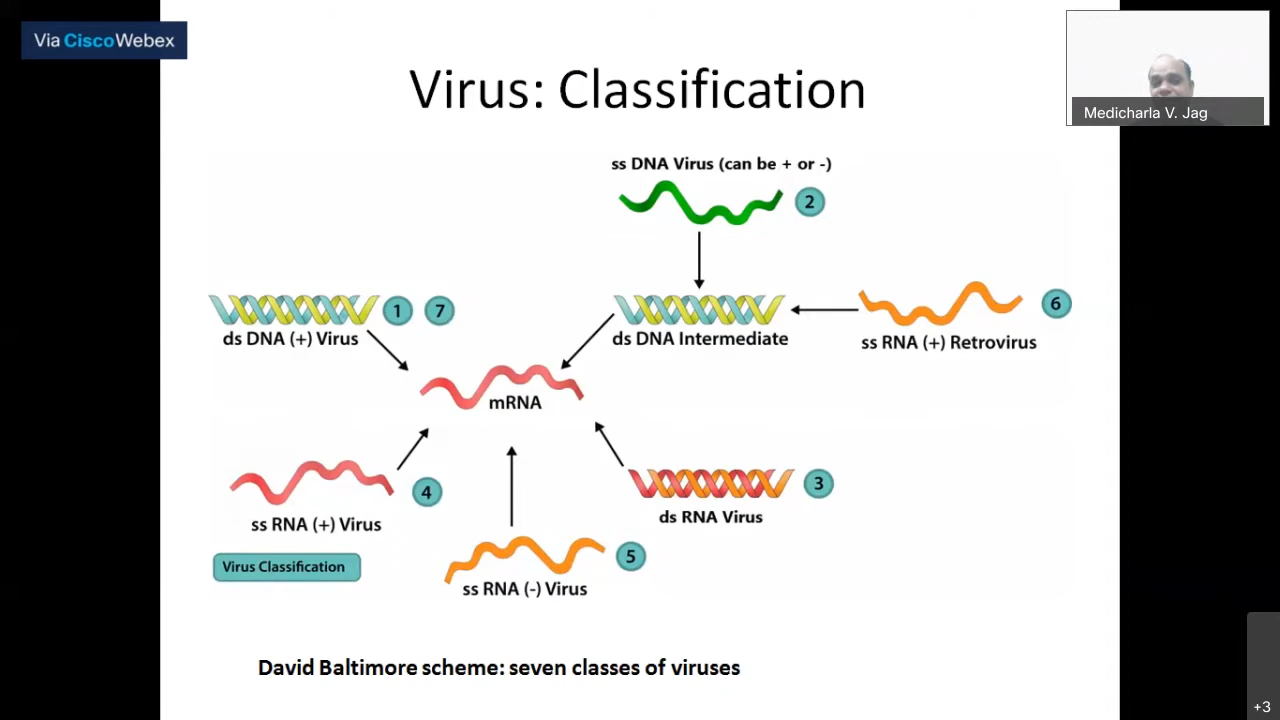 Via CiscoWebex
Virus: Classification
Medicharla V. Jag
ss DNA Virus (can be + or -)
2
1
7
ds DNA (+) Virus
ds DNA Intermediate
6
ss RNA (+) Retrovirus
mRNA
4
ss RNA (+) Virus
3
ds RNA Virus
Virus Classification
5
ss RNA (-) Virus
David Baltimore scheme: seven classes of viruses
+3